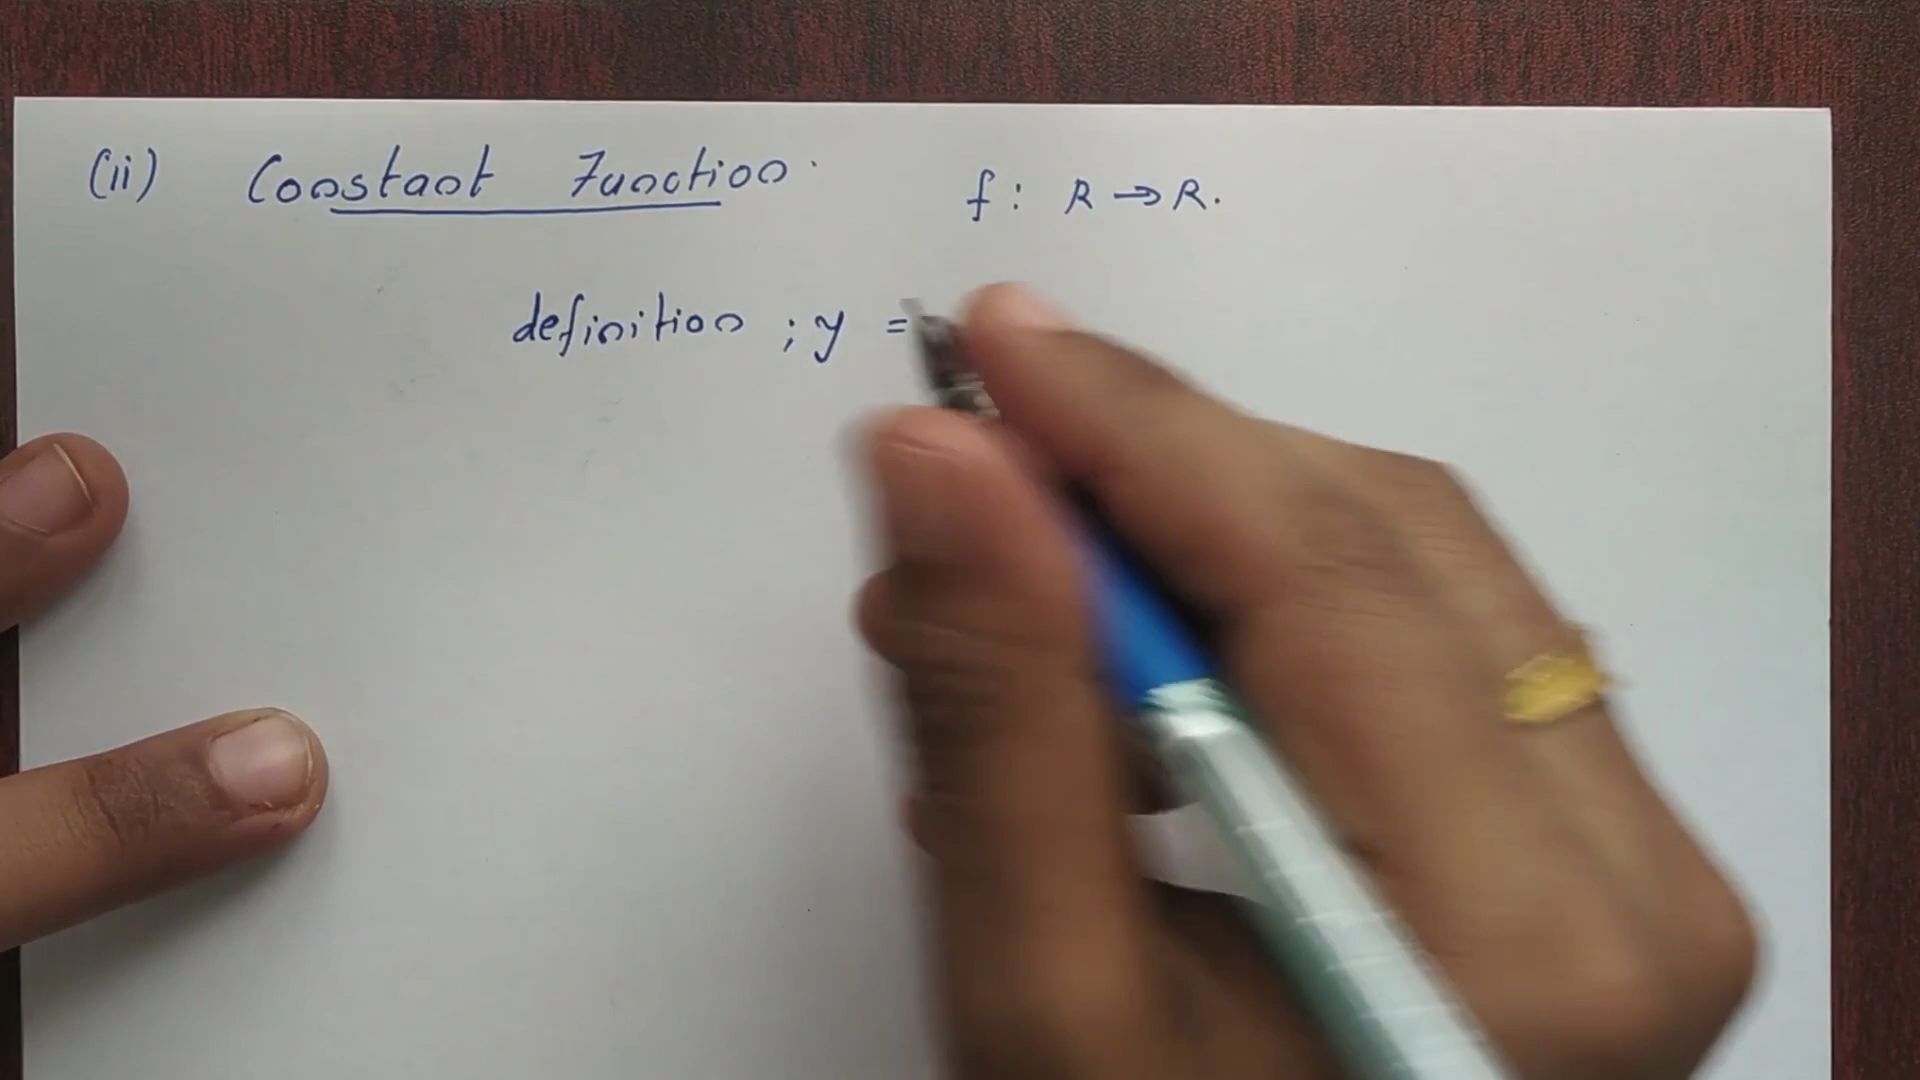 (ii) Constant Function. f: R → R.
definition ; y =